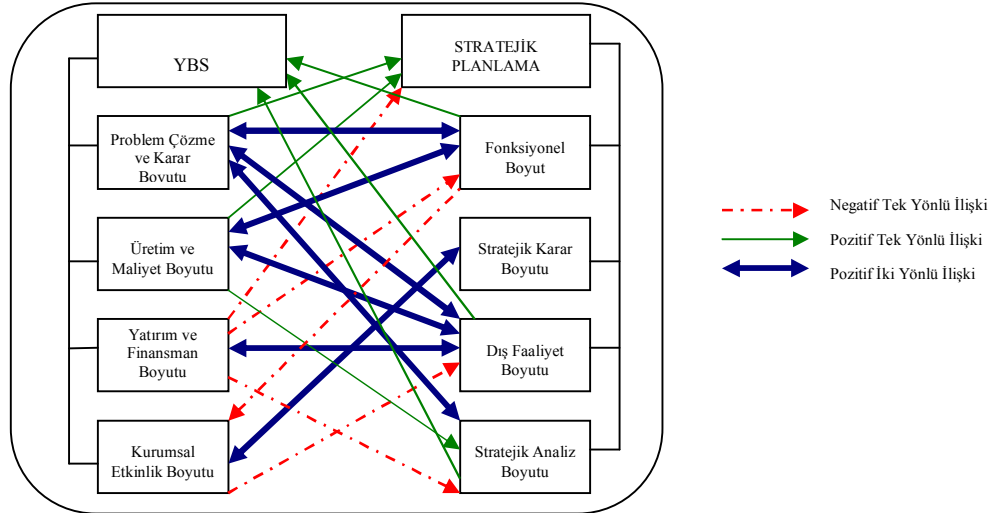 YBS
STRATEJİK
PLANLAMA
Problem Çözme
ve Karar
Bovutu
Fonksiyonel
Boyut
Üretim ve
Maliyet Boyutu
Stratejik Karar
Boyutu
Yatırım ve
Finansman
Boyutu
Dış Faaliyet
Boyutu
Kurumsal
Etkinlik Boyutu
Stratejik Analiz
Boyutu
Negatif Tek Yönlü İlişki
Pozitif Tek Yönlü İlişki
Pozitif İki Yönlü İlişki